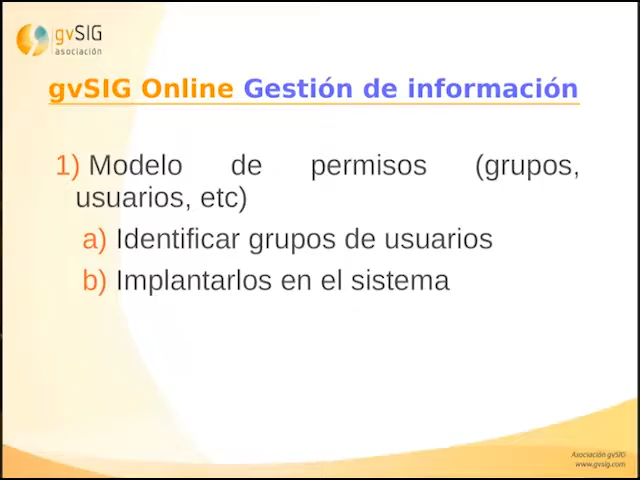 gvSIG
asociación
gvSIG Online Gestión de información
1) Modelo de permisos (grupos,
usuarios, etc)
a) Identificar grupos de usuarios
b) Implantarlos en el sistema
Asociación gvSIG
www.gvsig.com